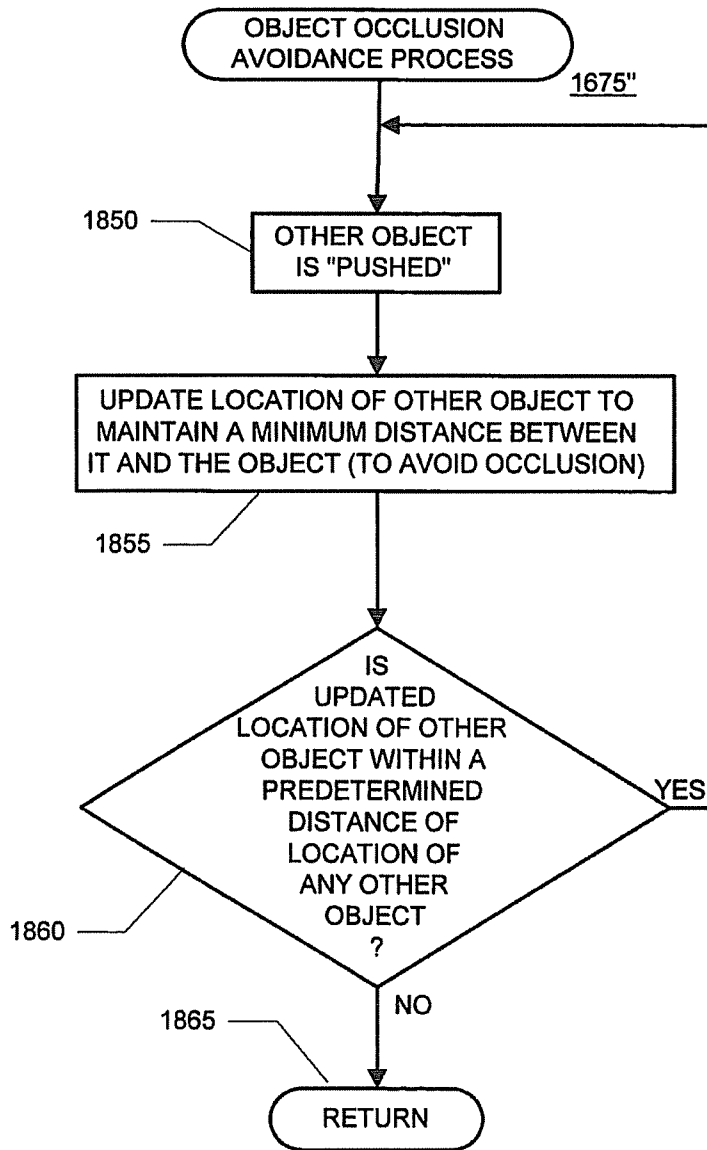 OBJECT OCCLUSION
AVOIDANCE PROCESS
1675"
1850
OTHER OBJECT
IS "PUSHED"
UPDATE LOCATION OF OTHER OBJECT TO
MAINTAIN A MINIMUM DISTANCE BETWEEN
IT AND THE OBJECT (TO AVOID OCCLUSION)
1855
IS
UPDATED
LOCATION OF OTHER
OBJECT WITHIN A
PREDETERMINED
DISTANCE OF
LOCATION OF
ANY OTHER
OBJECT
?
YES
1860
NO
1865
RETURN